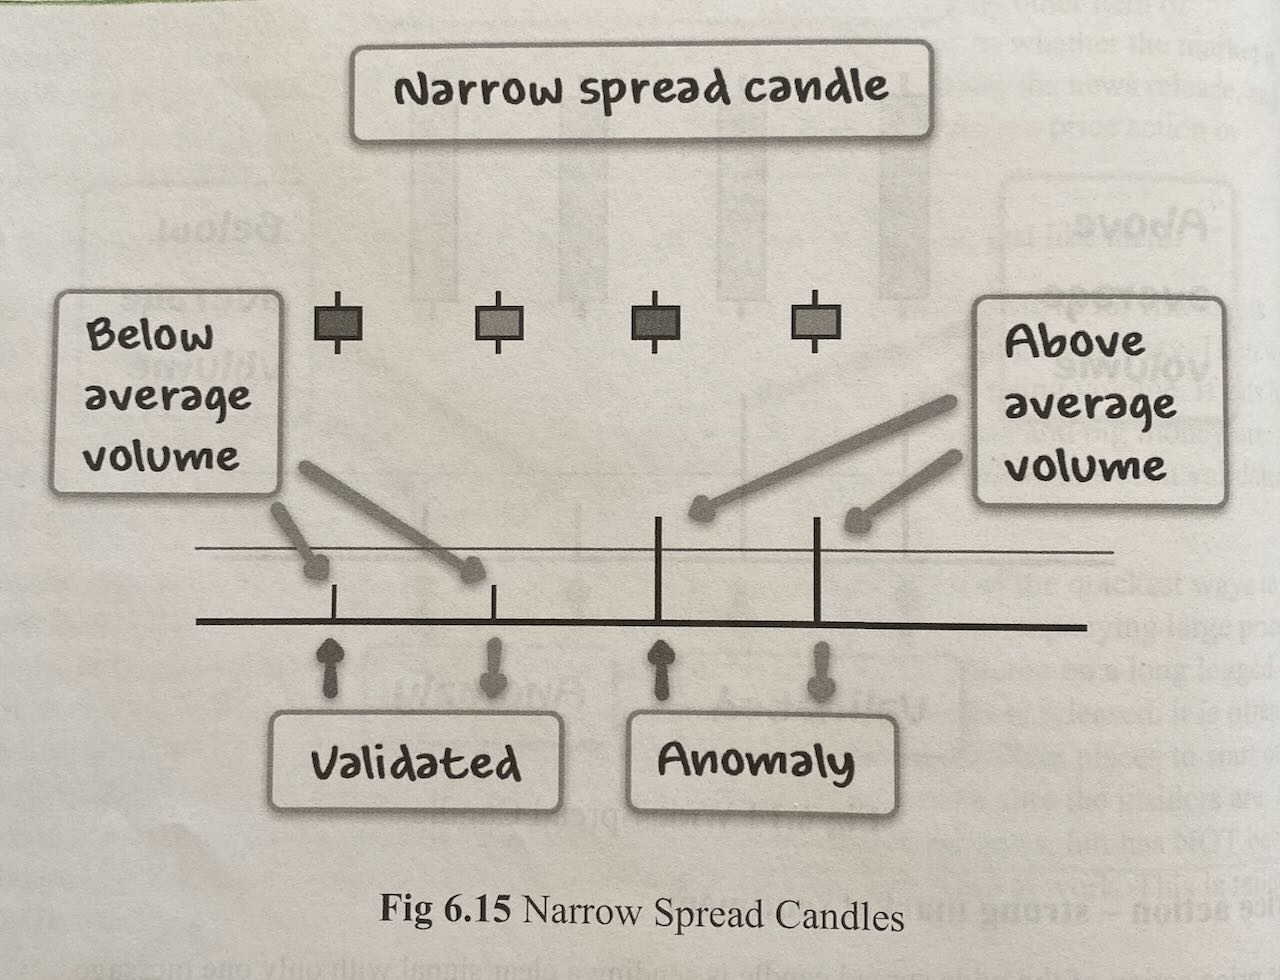 Narrow spread candle
Below
average
volume
Above
average
volume
Validated
Anomaly
Fig 6.15 Narrow Spread Candles